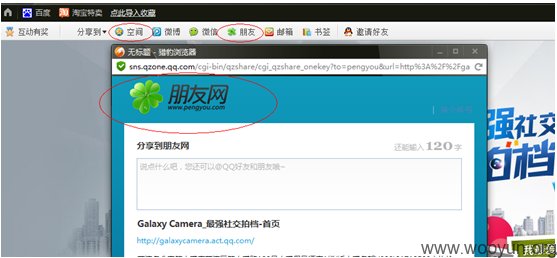 百度 淘宝特卖 点此导入收藏
互动有奖 分享到 空间 微博 微信 朋友 邮箱 书签 邀请好友
无标题 - 猎豹浏览器
sns.qzone.qq.com/cgi-bin/qzshare/cgi_qzshare_onekey?to=pengyou&url=http%3A%2F%2Fga
朋友网
www.pengyou.com
强社交
拍档
分享到朋友网 还能输入120字
说点什么吧，您还可以@QQ好友和朋友哦~
Galaxy Camera_最强社交拍档-首页
http://galaxycamera.act.qq.com/
www.wooyun.org